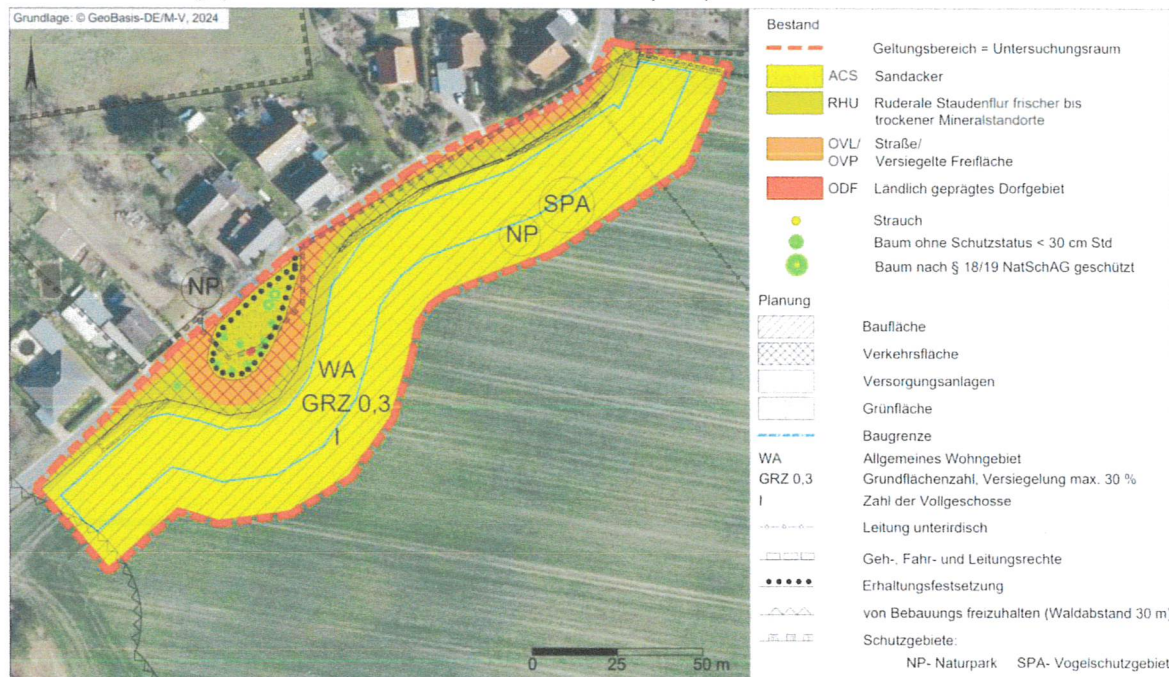 Grundlage: © GeoBasis-DE/M-V, 2024
NP
SPA
NP
WA
GRZ 0,3
I
0 25 50 m
Bestand
Geltungsbereich = Untersuchungsraum
ACS Sandacker
RHU Ruderale Staudenflur frischer bis
trockener Mineralstandorte
OVL/ Straße/
OVP Versiegelte Freifläche
ODF Ländlich geprägtes Dorfgebiet
Strauch
Baum ohne Schutzstatus < 30 cm Std
Baum nach § 18/19 NatSchAG geschützt
Planung
Baufläche
Verkehrsfläche
Versorgungsanlagen
Grünfläche
Baugrenze
WA Allgemeines Wohngebiet
GRZ 0,3 Grundflächenzahl, Versiegelung max. 30 %
I Zahl der Vollgeschosse
Leitung unterirdisch
Geh-, Fahr- und Leitungsrechte
Erhaltungsfestsetzung
von Bebauungs freizuhalten (Waldabstand 30 m)
Schutzgebiete:
NP- Naturpark SPA- Vogelschutzgebiet